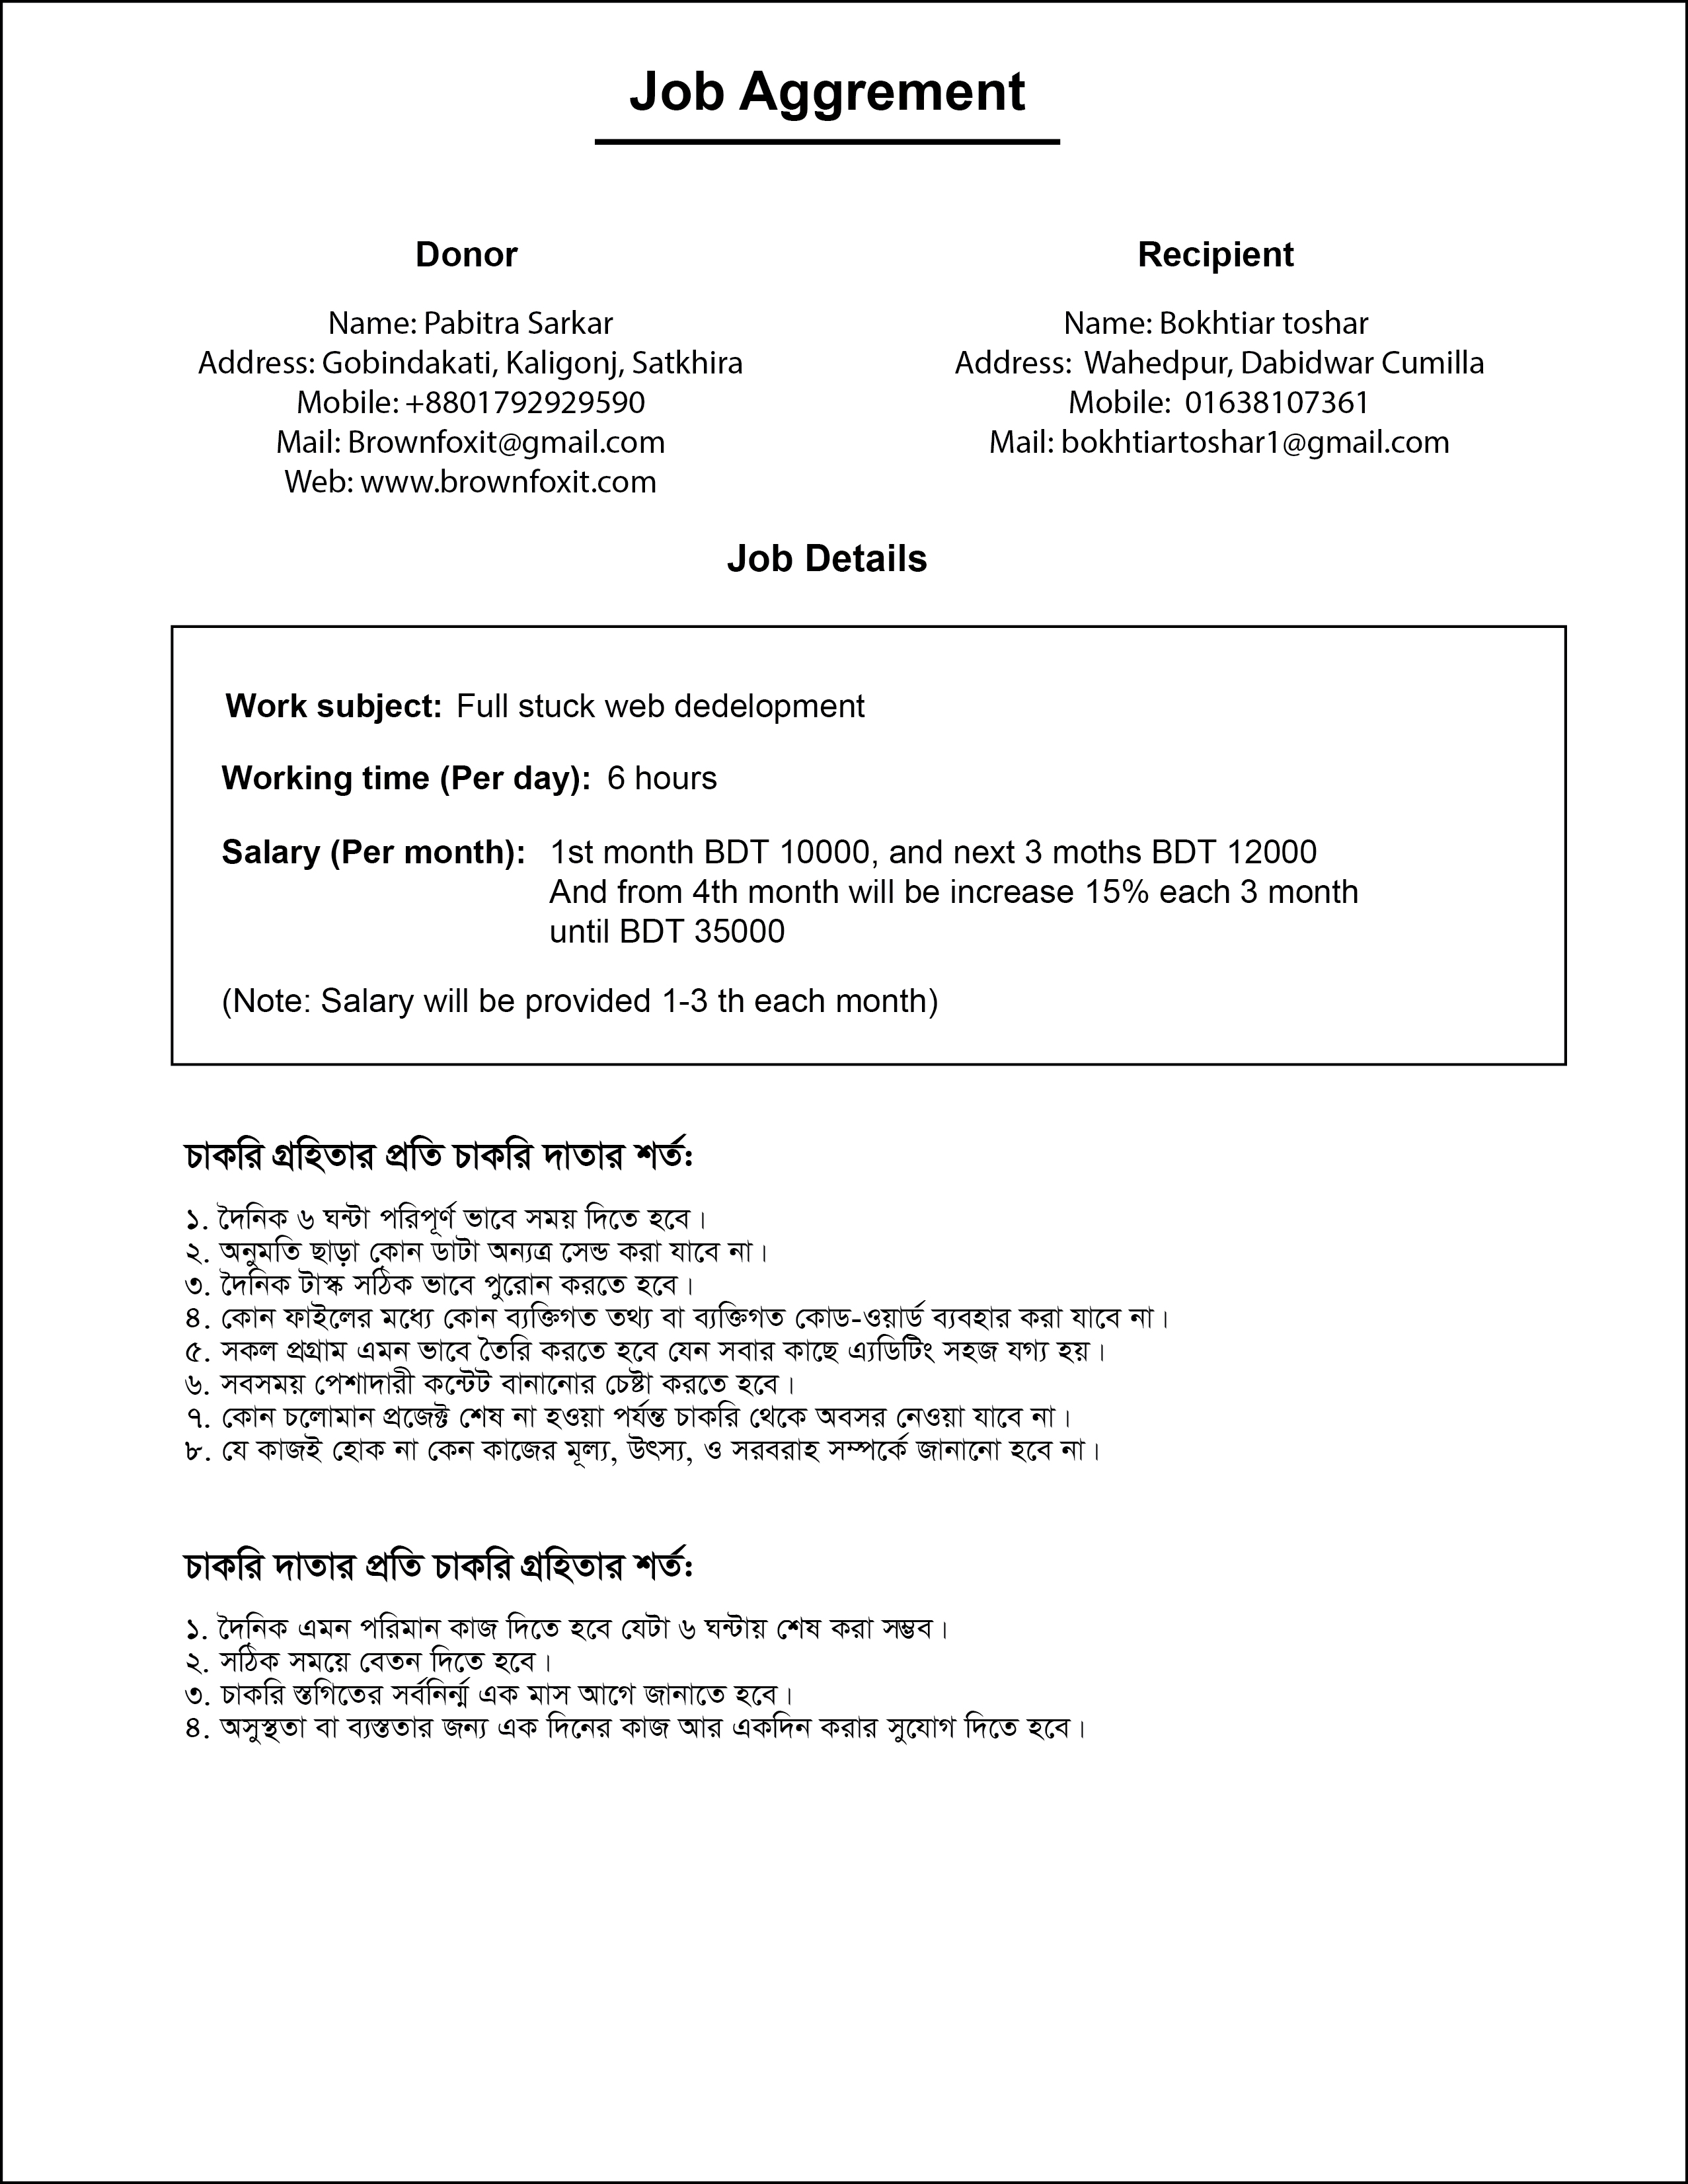 Job Aggrement
Donor
Name: Pabitra Sarkar
Address: Gobindakati, Kaligonj, Satkhira
Mobile: +8801792929590
Mail: Brownfoxit@gmail.com
Web: www.brownfoxit.com
Recipient
Name: Bokhtiar toshar
Address:  Wahedpur, Dabidwar Cumilla
Mobile:  01638107361
Mail: bokhtiartoshar1@gmail.com
Job Details
Work subject: Full stuck web dedelopment
Working time (Per day): 6 hours
Salary (Per month): 1st month BDT 10000, and next 3 moths BDT 12000
And from 4th month will be increase 15% each 3 month
until BDT 35000
(Note: Salary will be provided 1-3 th each month)
চাকরি গ্রহিতার প্রতি চাকরি দাতার শর্ত:
১. দৈনিক ৬ ঘন্টা পরিপূর্ণ ভাবে সময় দিতে হবে।
২. অনুমতি ছাড়া কোন ডাটা অন্যত্র সেন্ড করা যাবে না।
৩. দৈনিক টাস্ক সঠিক ভাবে পুরোন করতে হবে।
৪. কোন ফাইলের মধ্যে কোন ব্যক্তিগত তথ্য বা ব্যক্তিগত কোড-ওয়ার্ড ব্যবহার করা যাবে না।
৫. সকল প্রগ্রাম এমন ভাবে তৈরি করতে হবে যেন সবার কাছে এ্যডিটিং সহজ যগ্য হয়।
৬. সবসময় পেশাদারী কন্টেট বানানোর চেষ্টা করতে হবে।
৭. কোন চলোমান প্রজেক্ট শেষ না হওয়া পর্যন্ত চাকরি থেকে অবসর নেওয়া যাবে না।
৮. যে কাজই হোক না কেন কাজের মূল্য, উৎস্য, ও সরবরাহ সম্পর্কে জানানো হবে না।
চাকরি দাতার প্রতি চাকরি গ্রহিতার শর্ত:
১. দৈনিক এমন পরিমান কাজ দিতে হবে যেটা ৬ ঘন্টায় শেষ করা সম্ভব।
২. সঠিক সময়ে বেতন দিতে হবে।
৩. চাকরি স্তগিতের সর্বনির্ন্ম এক মাস আগে জানাতে হবে।
৪. অসুস্থতা বা ব্যস্ততার জন্য এক দিনের কাজ আর একদিন করার সুযোগ দিতে হবে।